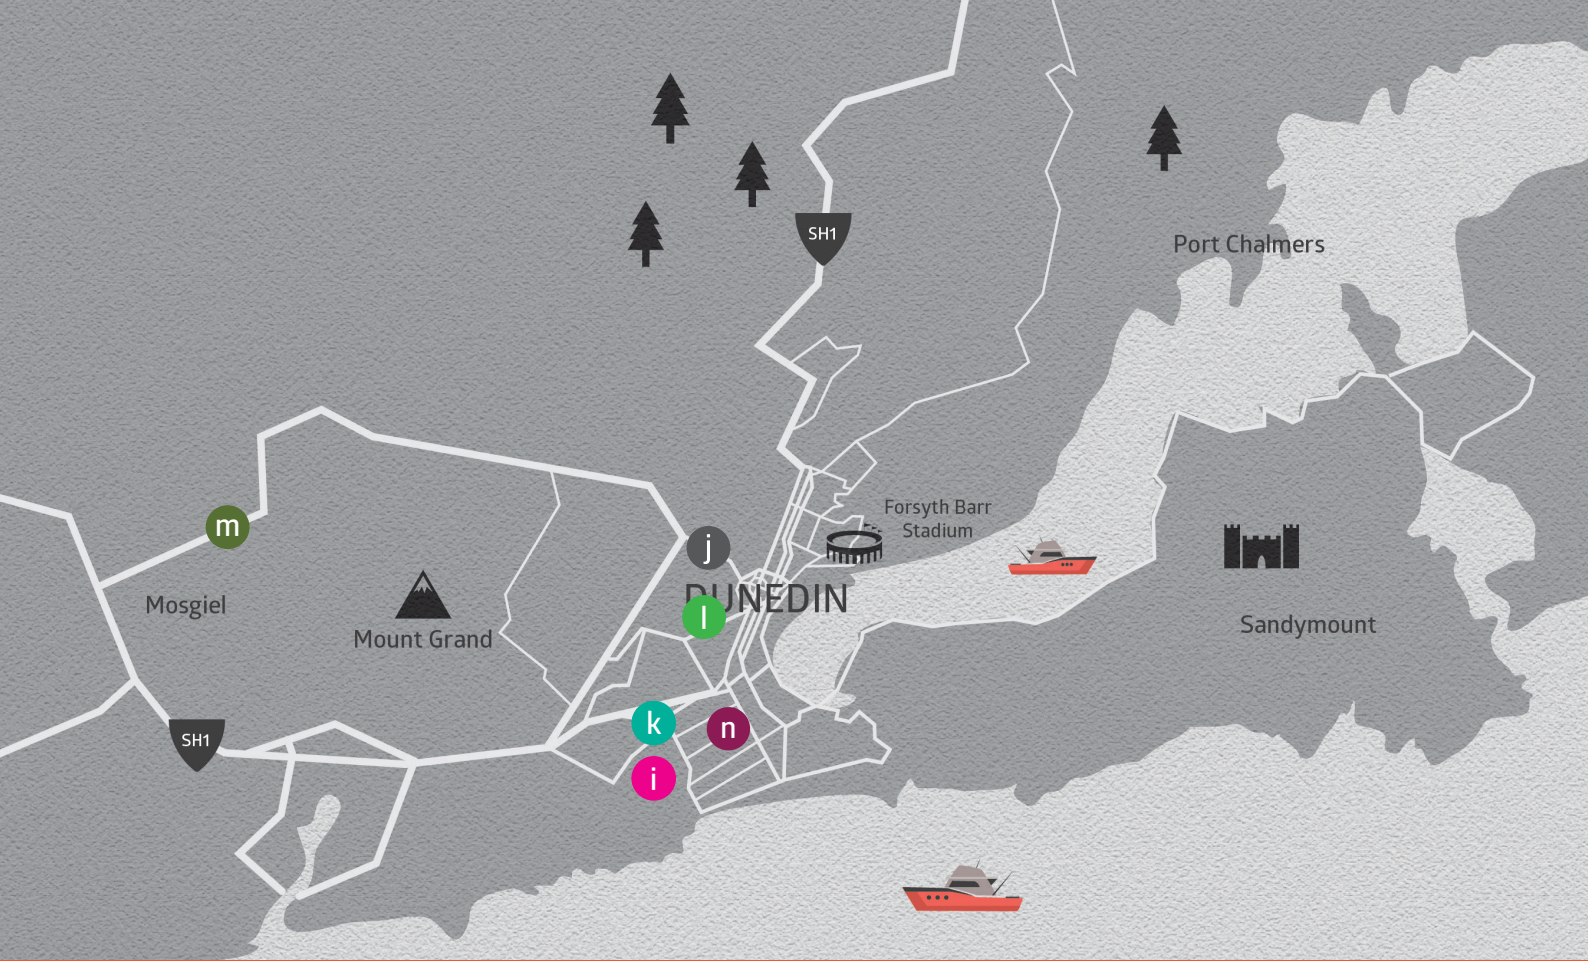 SH1
Port Chalmers
Forsyth Barr
Stadium
m
j
DUNEDIN
Mosgiel
l
Mount Grand
Sandymount
k
n
SH1
i